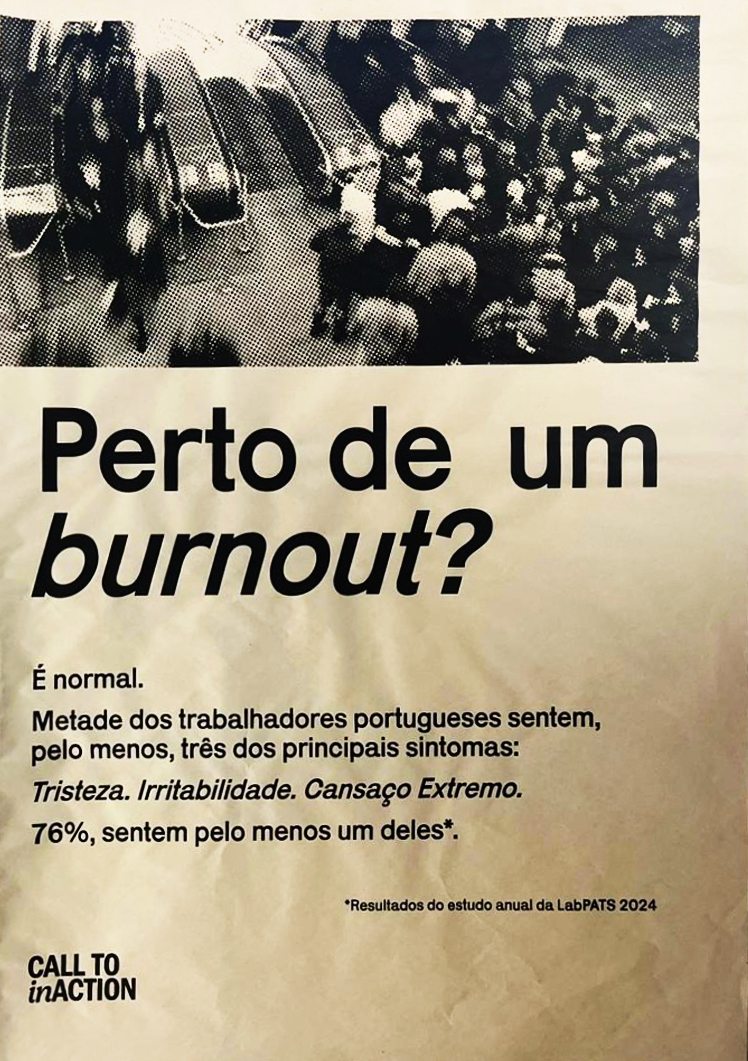 Perto de um
burnout?
É normal.
Metade dos trabalhadores portugueses sentem,
pelo menos, três dos principais sintomas:
Tristeza. Irritabilidade. Cansaço Extremo.
76%, sentem pelo menos um deles*.
*Resultados do estudo anual da LabPATS 2024
CALL TO
inACTION